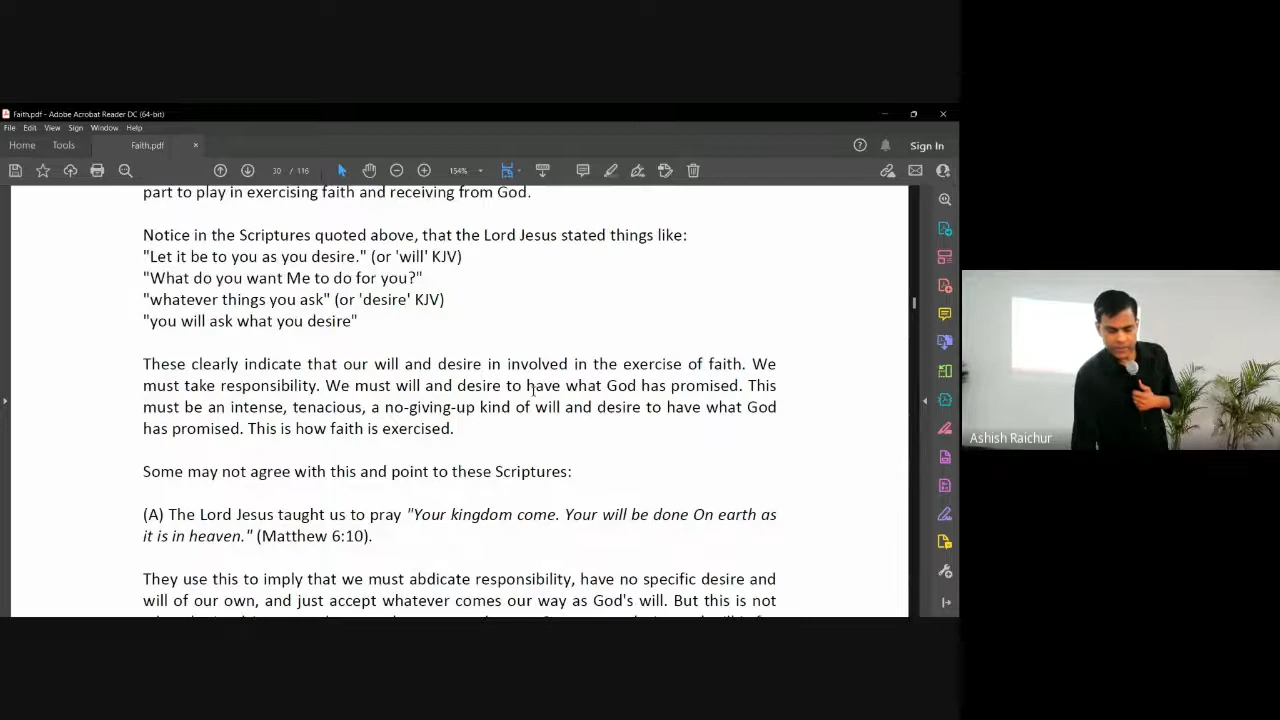 Faith.pdf - Adobe Acrobat Reader DC (64-bit)
File Edit View Sign Window Help
Home Tools Faith.pdf × Sign In
30 / 116 154%
part to play in exercising faith and receiving from God.
Notice in the Scriptures quoted above, that the Lord Jesus stated things like:
"Let it be to you as you desire." (or 'will' KJV)
"What do you want Me to do for you?"
"whatever things you ask" (or 'desire' KJV)
"you will ask what you desire"
These clearly indicate that our will and desire in involved in the exercise of faith. We
must take responsibility. We must will and desire to have what God has promised. This
must be an intense, tenacious, a no-giving-up kind of will and desire to have what God
has promised. This is how faith is exercised.
Some may not agree with this and point to these Scriptures:
(A) The Lord Jesus taught us to pray "Your kingdom come. Your will be done On earth as
it is in heaven." (Matthew 6:10).
They use this to imply that we must abdicate responsibility, have no specific desire and
will of our own, and just accept whatever comes our way as God's will. But this is not
Ashish Raichur